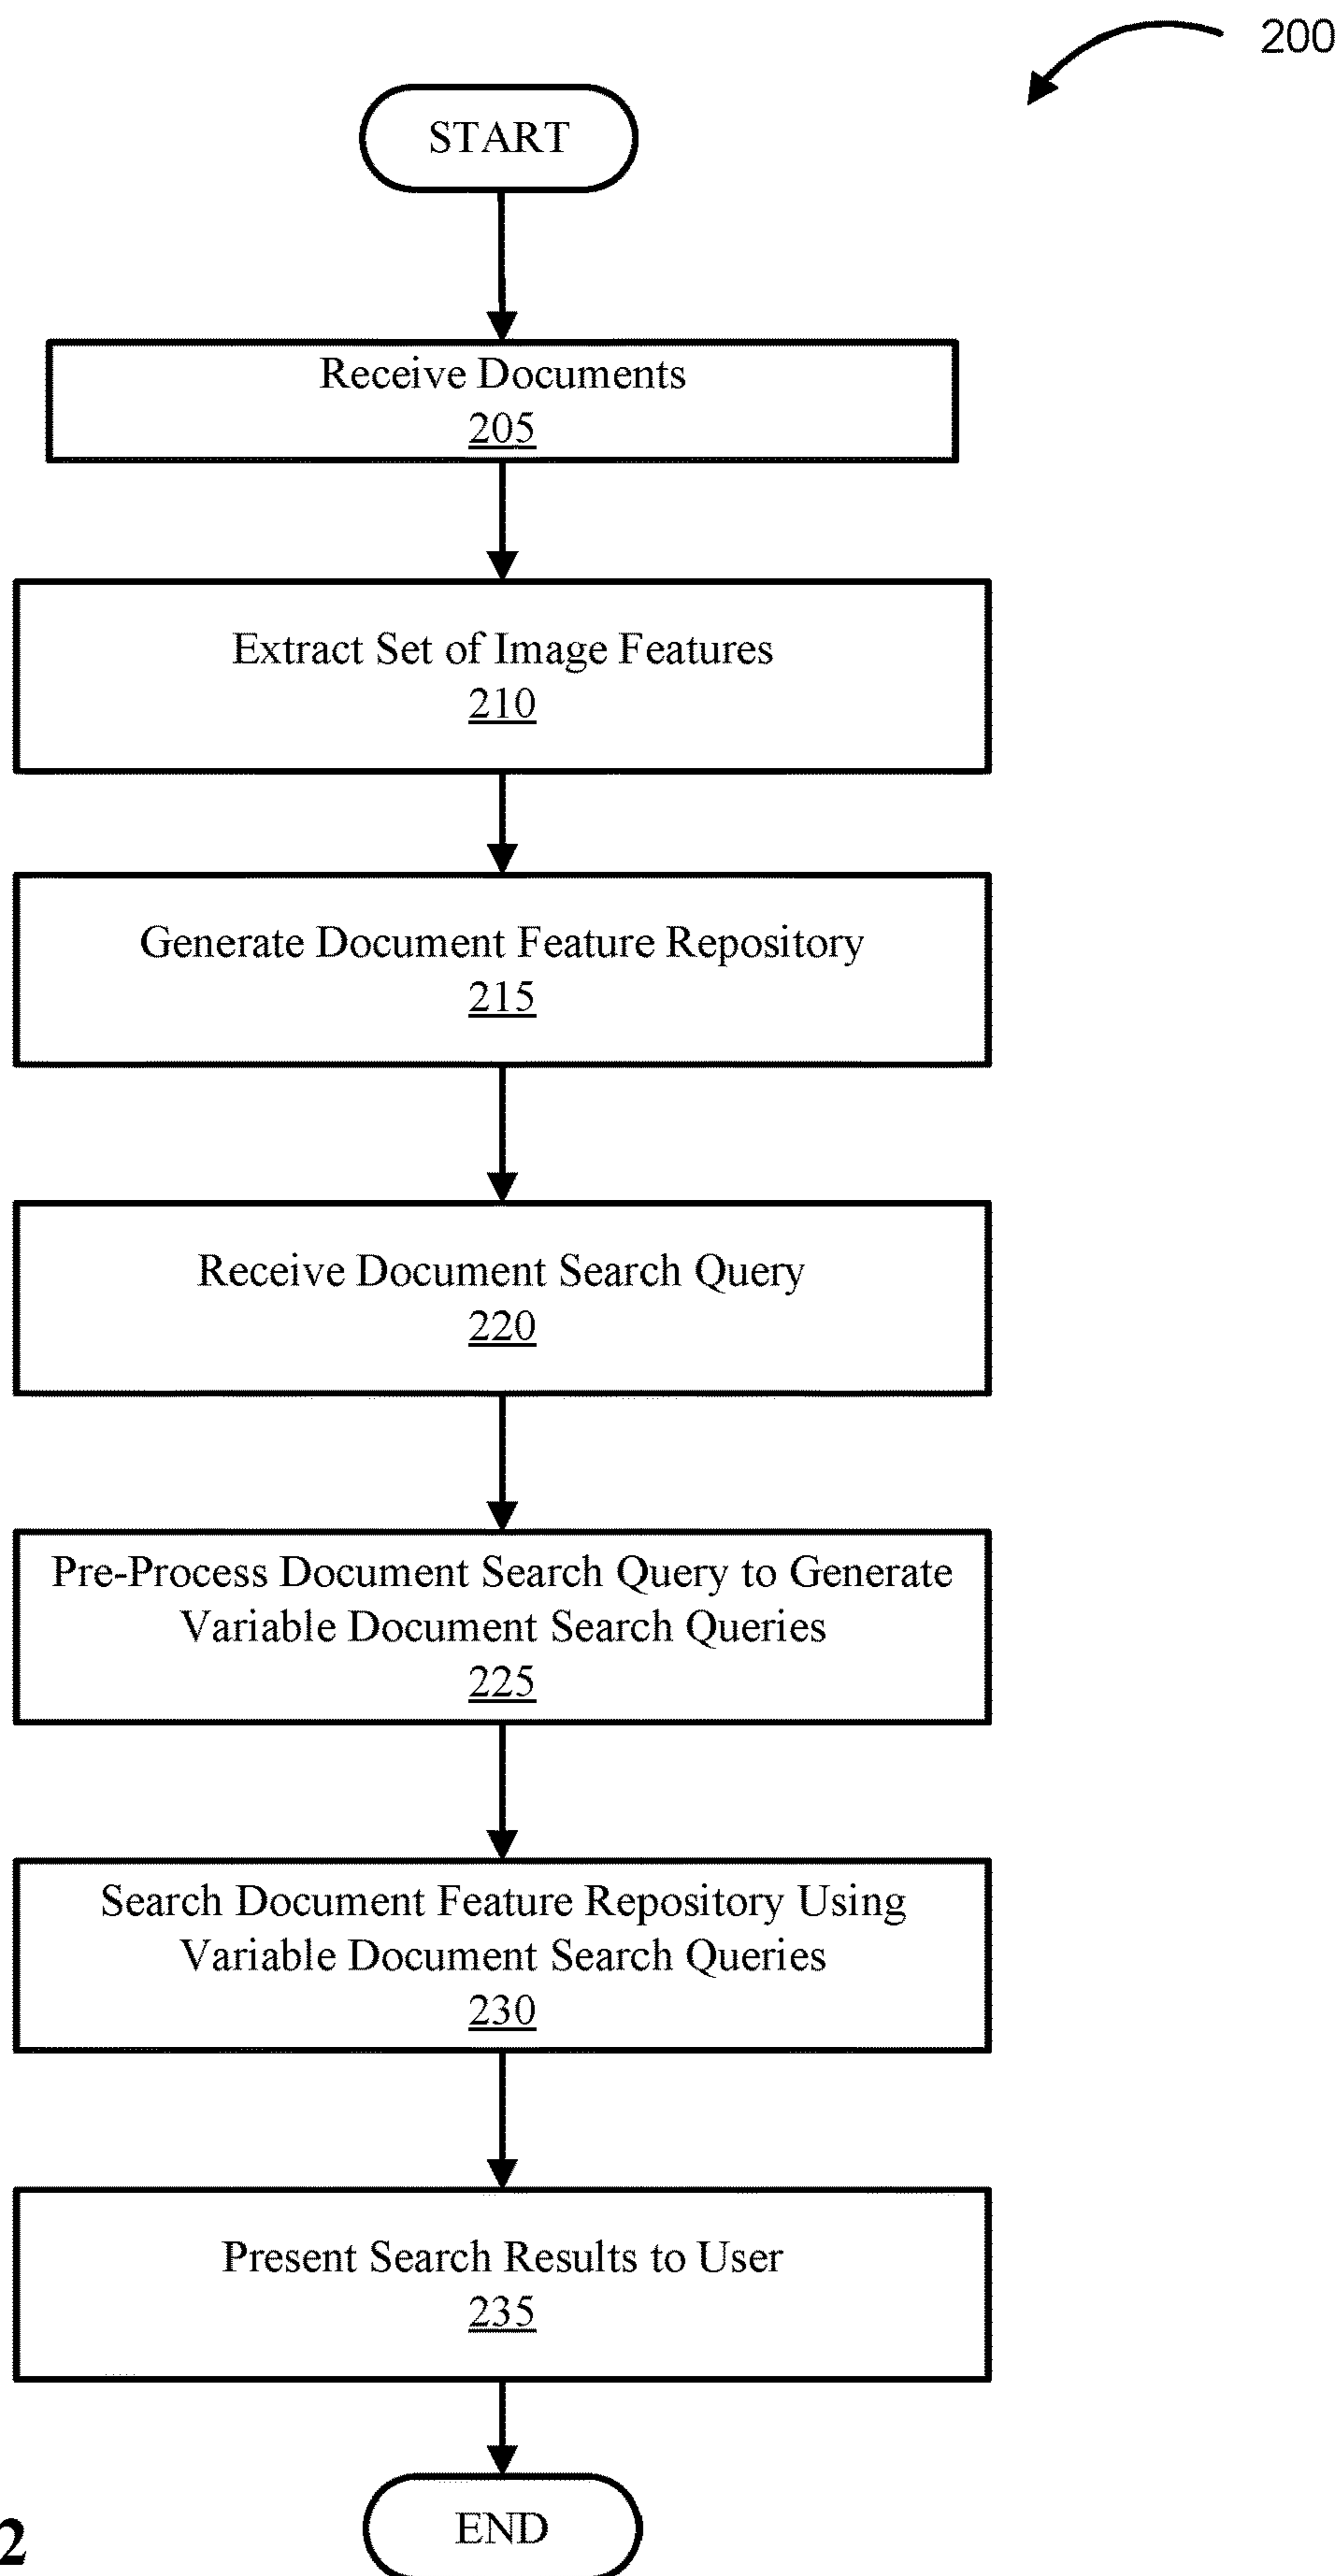 200
START
Receive Documents
205
Extract Set of Image Features
210
Generate Document Feature Repository
215
Receive Document Search Query
220
Pre-Process Document Search Query to Generate
Variable Document Search Queries
225
Search Document Feature Repository Using
Variable Document Search Queries
230
Present Search Results to User
235
END
2